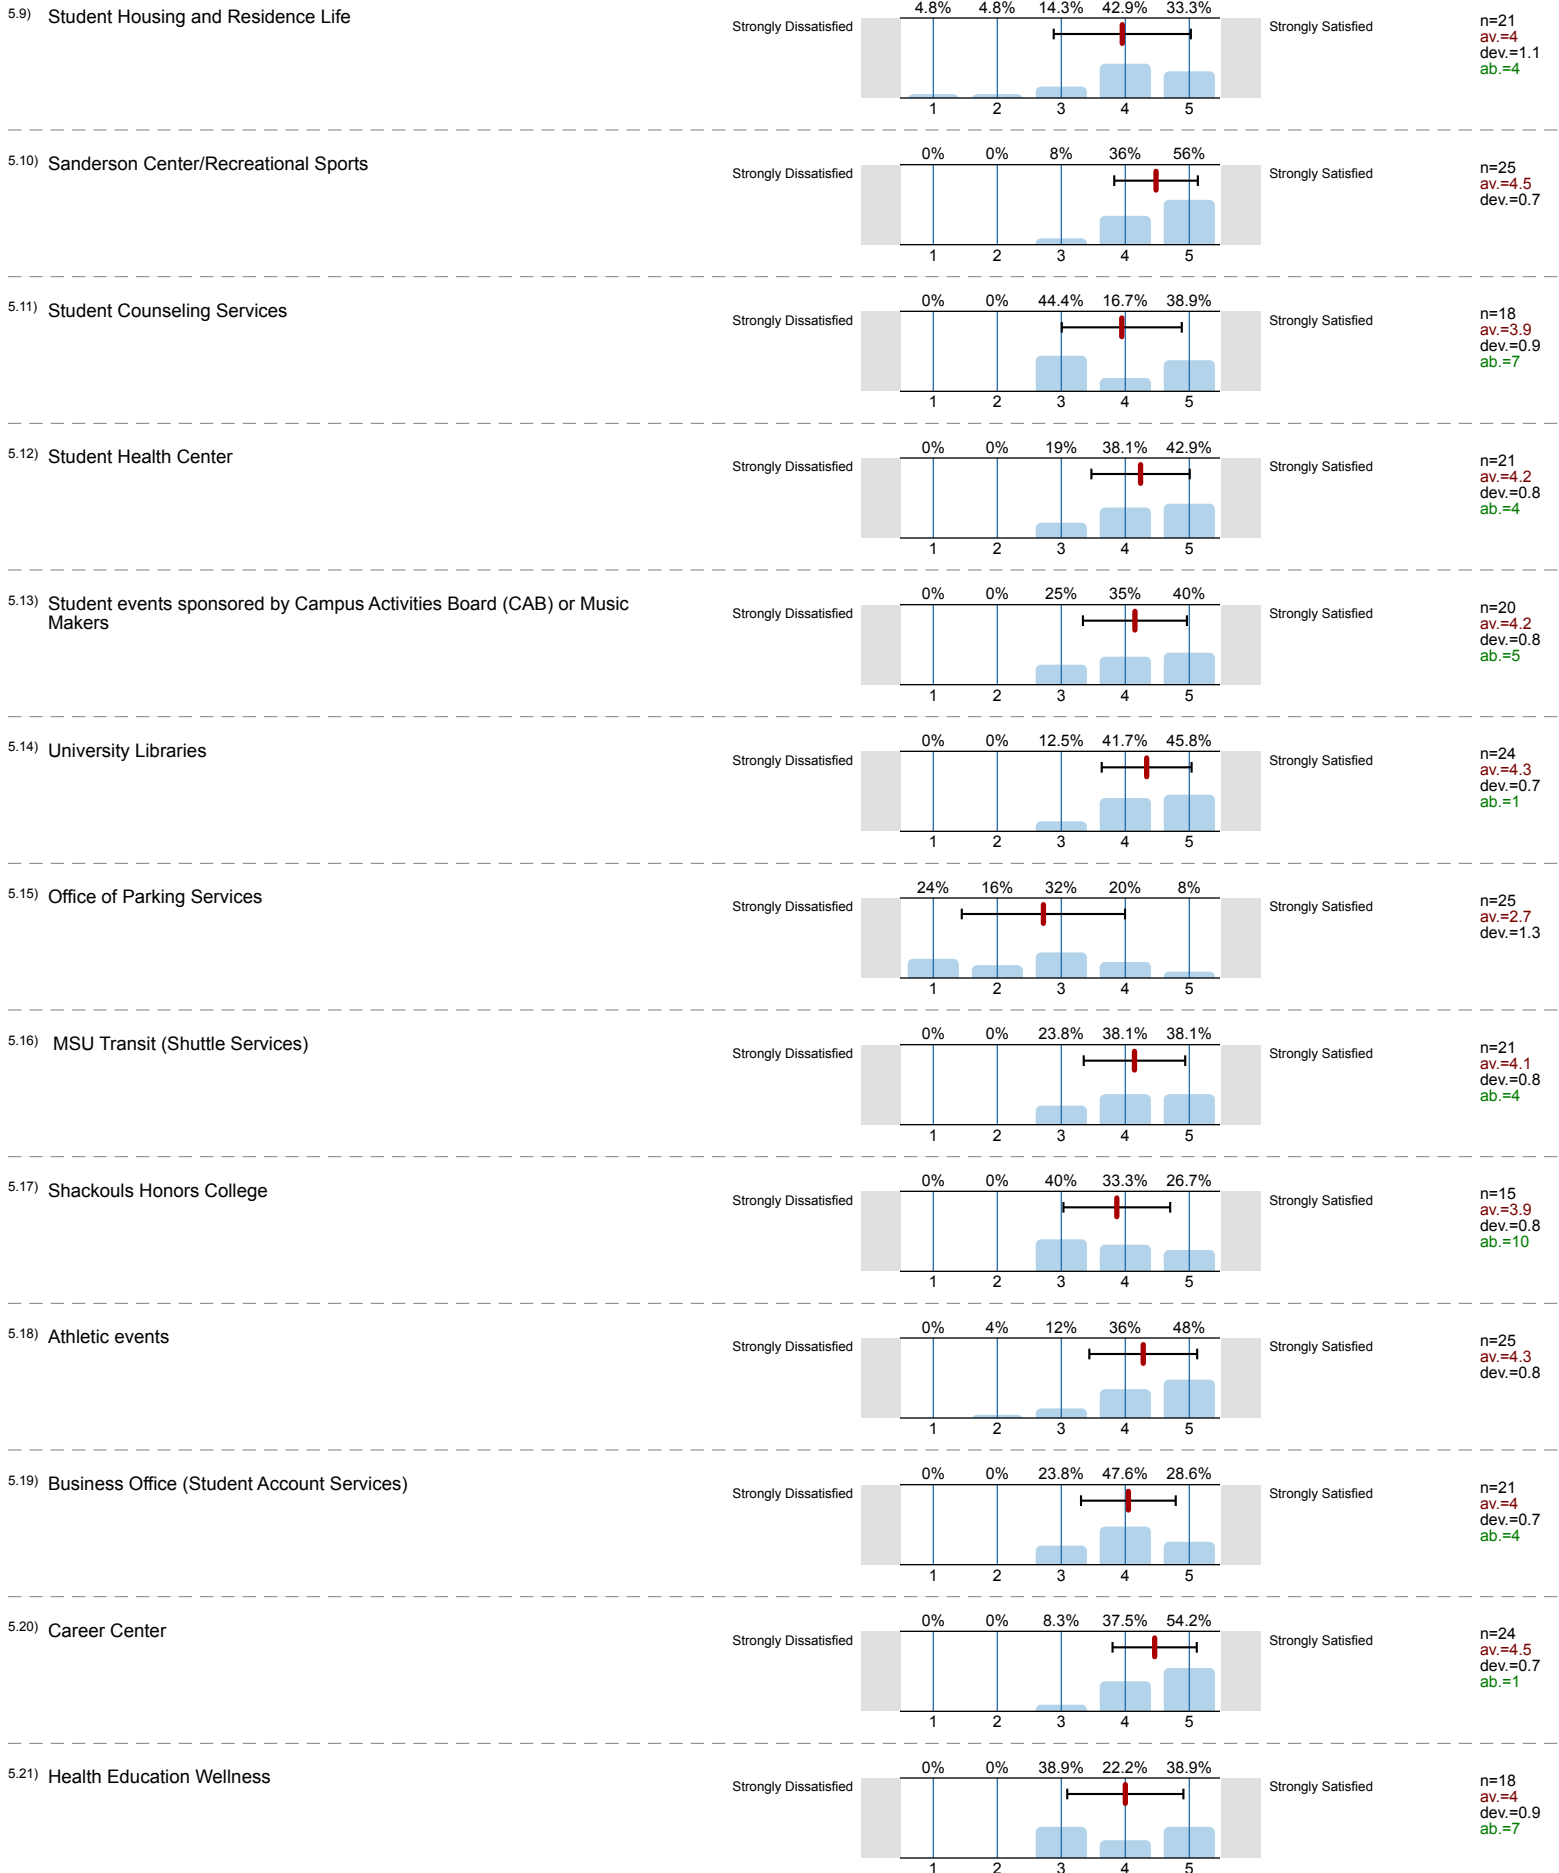 5.9) Student Housing and Residence Life
4.8% 4.8% 14.3% 42.9% 33.3%
Strongly Dissatisfied
Strongly Satisfied
1 2 3 4 5
n=21
av.=4
dev.=1.1
ab.=4
5.10) Sanderson Center/Recreational Sports
0% 0% 8% 36% 56%
Strongly Dissatisfied
Strongly Satisfied
1 2 3 4 5
n=25
av.=4.5
dev.=0.7
5.11) Student Counseling Services
0% 0% 44.4% 16.7% 38.9%
Strongly Dissatisfied
Strongly Satisfied
1 2 3 4 5
n=18
av.=3.9
dev.=0.9
ab.=7
5.12) Student Health Center
0% 0% 19% 38.1% 42.9%
Strongly Dissatisfied
Strongly Satisfied
1 2 3 4 5
n=21
av.=4.2
dev.=0.8
ab.=4
5.13) Student events sponsored by Campus Activities Board (CAB) or Music
Makers
0% 0% 25% 35% 40%
Strongly Dissatisfied
Strongly Satisfied
1 2 3 4 5
n=20
av.=4.2
dev.=0.8
ab.=5
5.14) University Libraries
0% 0% 12.5% 41.7% 45.8%
Strongly Dissatisfied
Strongly Satisfied
1 2 3 4 5
n=24
av.=4.3
dev.=0.7
ab.=1
5.15) Office of Parking Services
24% 16% 32% 20% 8%
Strongly Dissatisfied
Strongly Satisfied
1 2 3 4 5
n=25
av.=2.7
dev.=1.3
5.16) MSU Transit (Shuttle Services)
0% 0% 23.8% 38.1% 38.1%
Strongly Dissatisfied
Strongly Satisfied
1 2 3 4 5
n=21
av.=4.1
dev.=0.8
ab.=4
5.17) Shackouls Honors College
0% 0% 40% 33.3% 26.7%
Strongly Dissatisfied
Strongly Satisfied
1 2 3 4 5
n=15
av.=3.9
dev.=0.8
ab.=10
5.18) Athletic events
0% 4% 12% 36% 48%
Strongly Dissatisfied
Strongly Satisfied
1 2 3 4 5
n=25
av.=4.3
dev.=0.8
5.19) Business Office (Student Account Services)
0% 0% 23.8% 47.6% 28.6%
Strongly Dissatisfied
Strongly Satisfied
1 2 3 4 5
n=21
av.=4
dev.=0.7
ab.=4
5.20) Career Center
0% 0% 8.3% 37.5% 54.2%
Strongly Dissatisfied
Strongly Satisfied
1 2 3 4 5
n=24
av.=4.5
dev.=0.7
ab.=1
5.21) Health Education Wellness
0% 0% 38.9% 22.2% 38.9%
Strongly Dissatisfied
Strongly Satisfied
1 2 3 4 5
n=18
av.=4
dev.=0.9
ab.=7